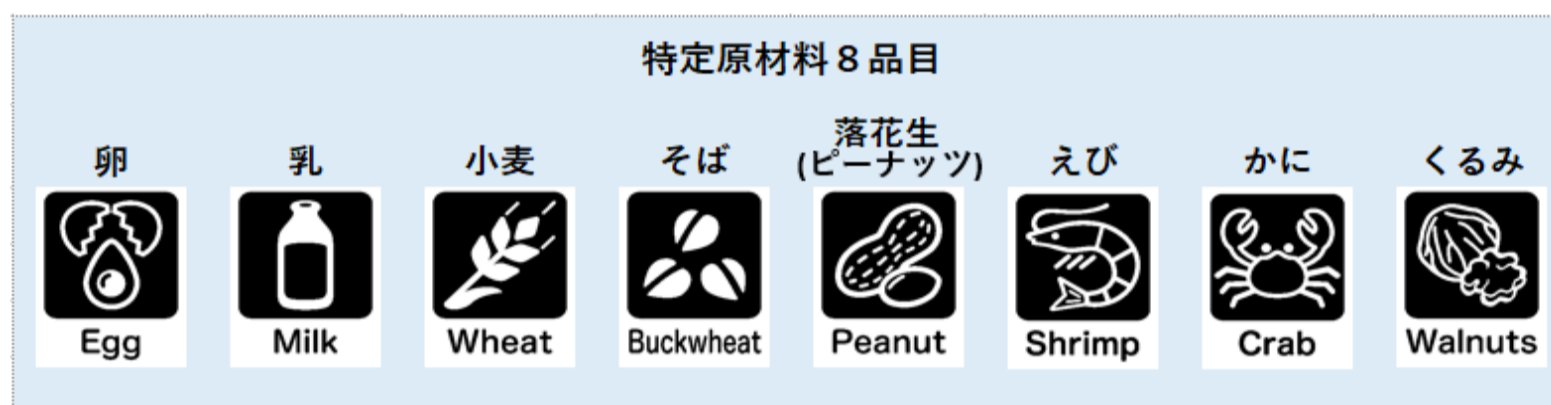 特定原材料８品目
卵 乳 小麦 そば 落花生 えび かに くるみ
(ピーナッツ)
Egg Milk Wheat Buckwheat Peanut Shrimp Crab Walnuts